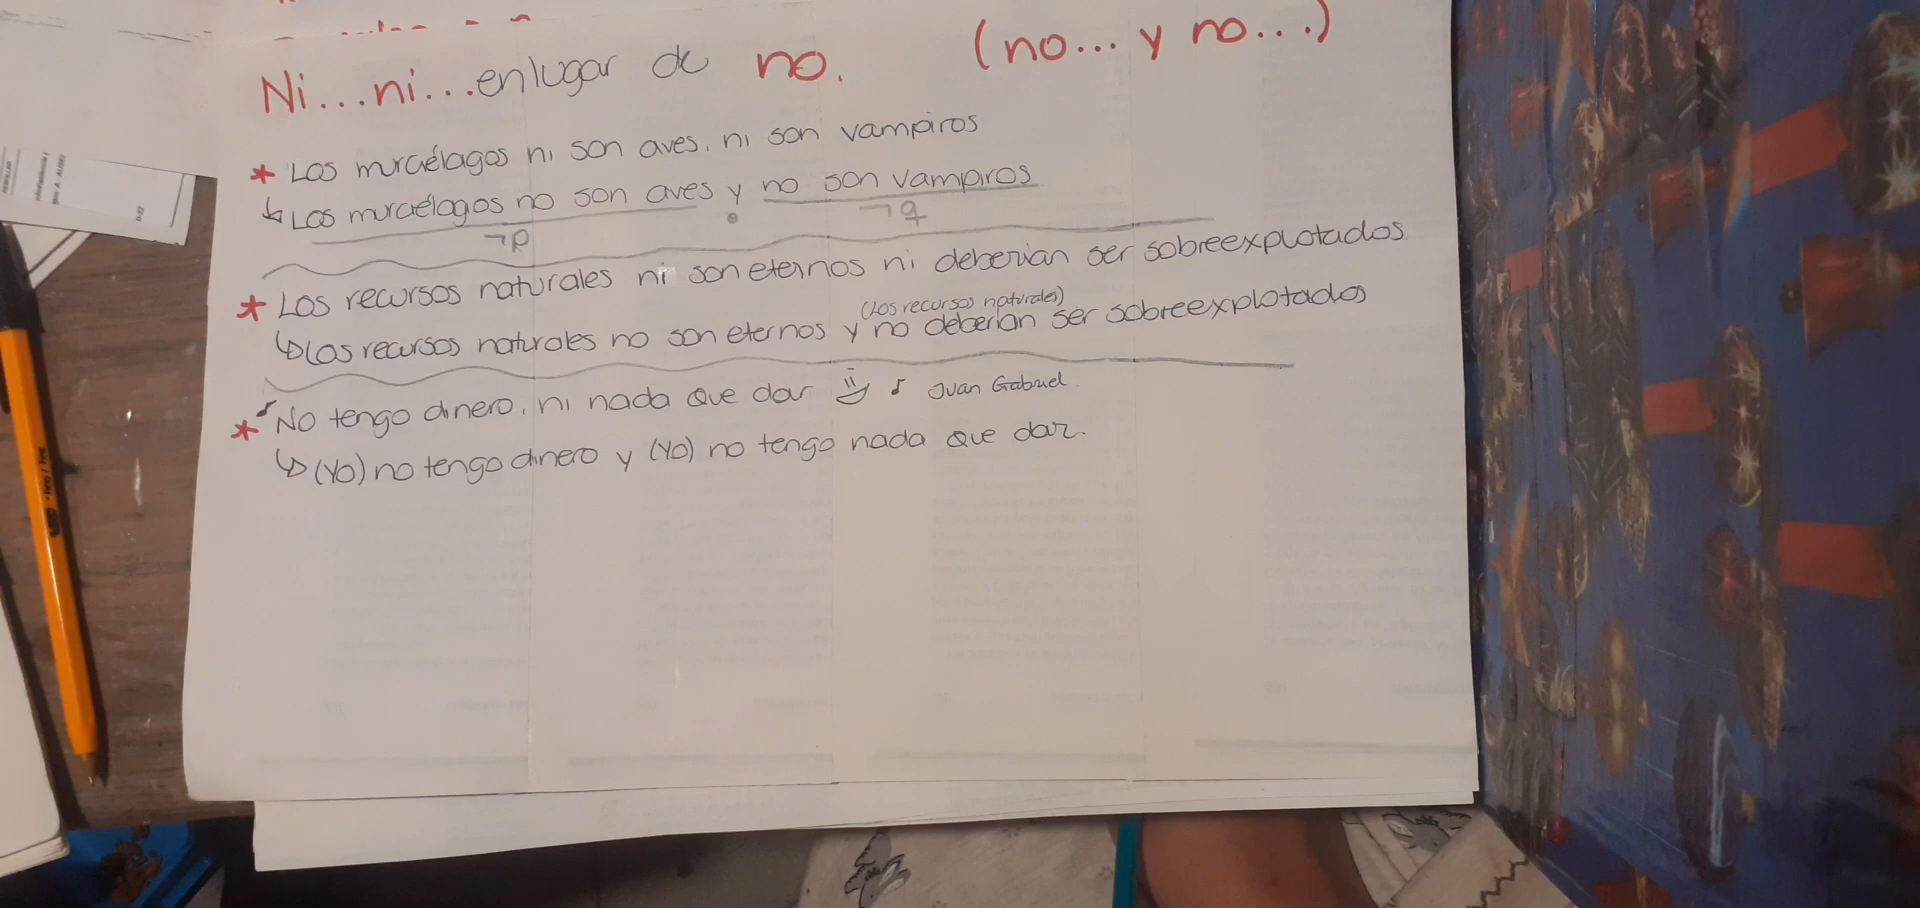 Ni...ni...en lugar de no. (no... y no...)
* Los murciélagos ni son aves, ni son vampiros
↳ Los murciélagos no son aves y no son vampiros
¬p ¬q
* Los recursos naturales ni son eternos ni deberían ser sobreexplotados.
(los recursos naturales)
↳ los recursos naturales no son eternos y no deberían ser sobreexplotados
* ♪ No tengo dinero, ni nada que dar ♪ Juan Gabriel.
↳ (Yo) no tengo dinero y (Yo) no tengo nada que dar.